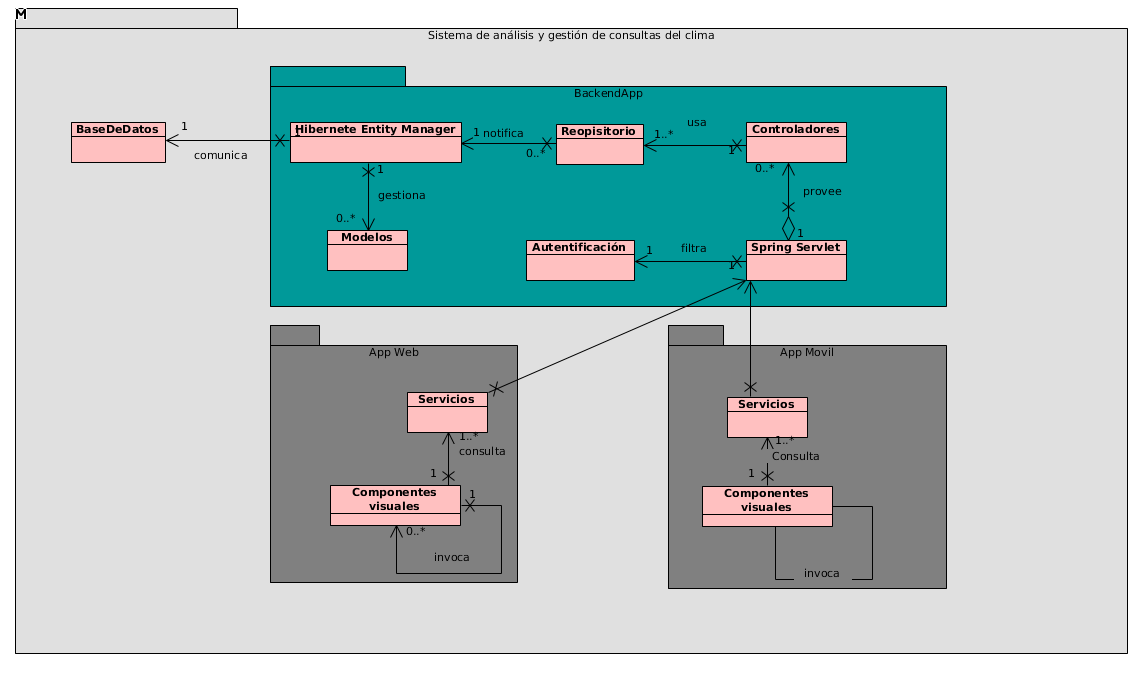 M
Sistema de análisis y gestión de consultas del clima
BackendApp
BaseDeDatos
1
comunica
1
Hibernete Entity Manager
1 notifica
0..*
Reopisitorio
1..*
usa
1
Controladores
0..*
provee
1
1
gestiona
0..*
Modelos
Autentificación
1
filtra
1
Spring Servlet
App Web
Servicios
1..*
consulta
1
Componentes
visuales
1
0..*
invoca
App Movil
Servicios
1..*
Consulta
1
Componentes
visuales
invoca